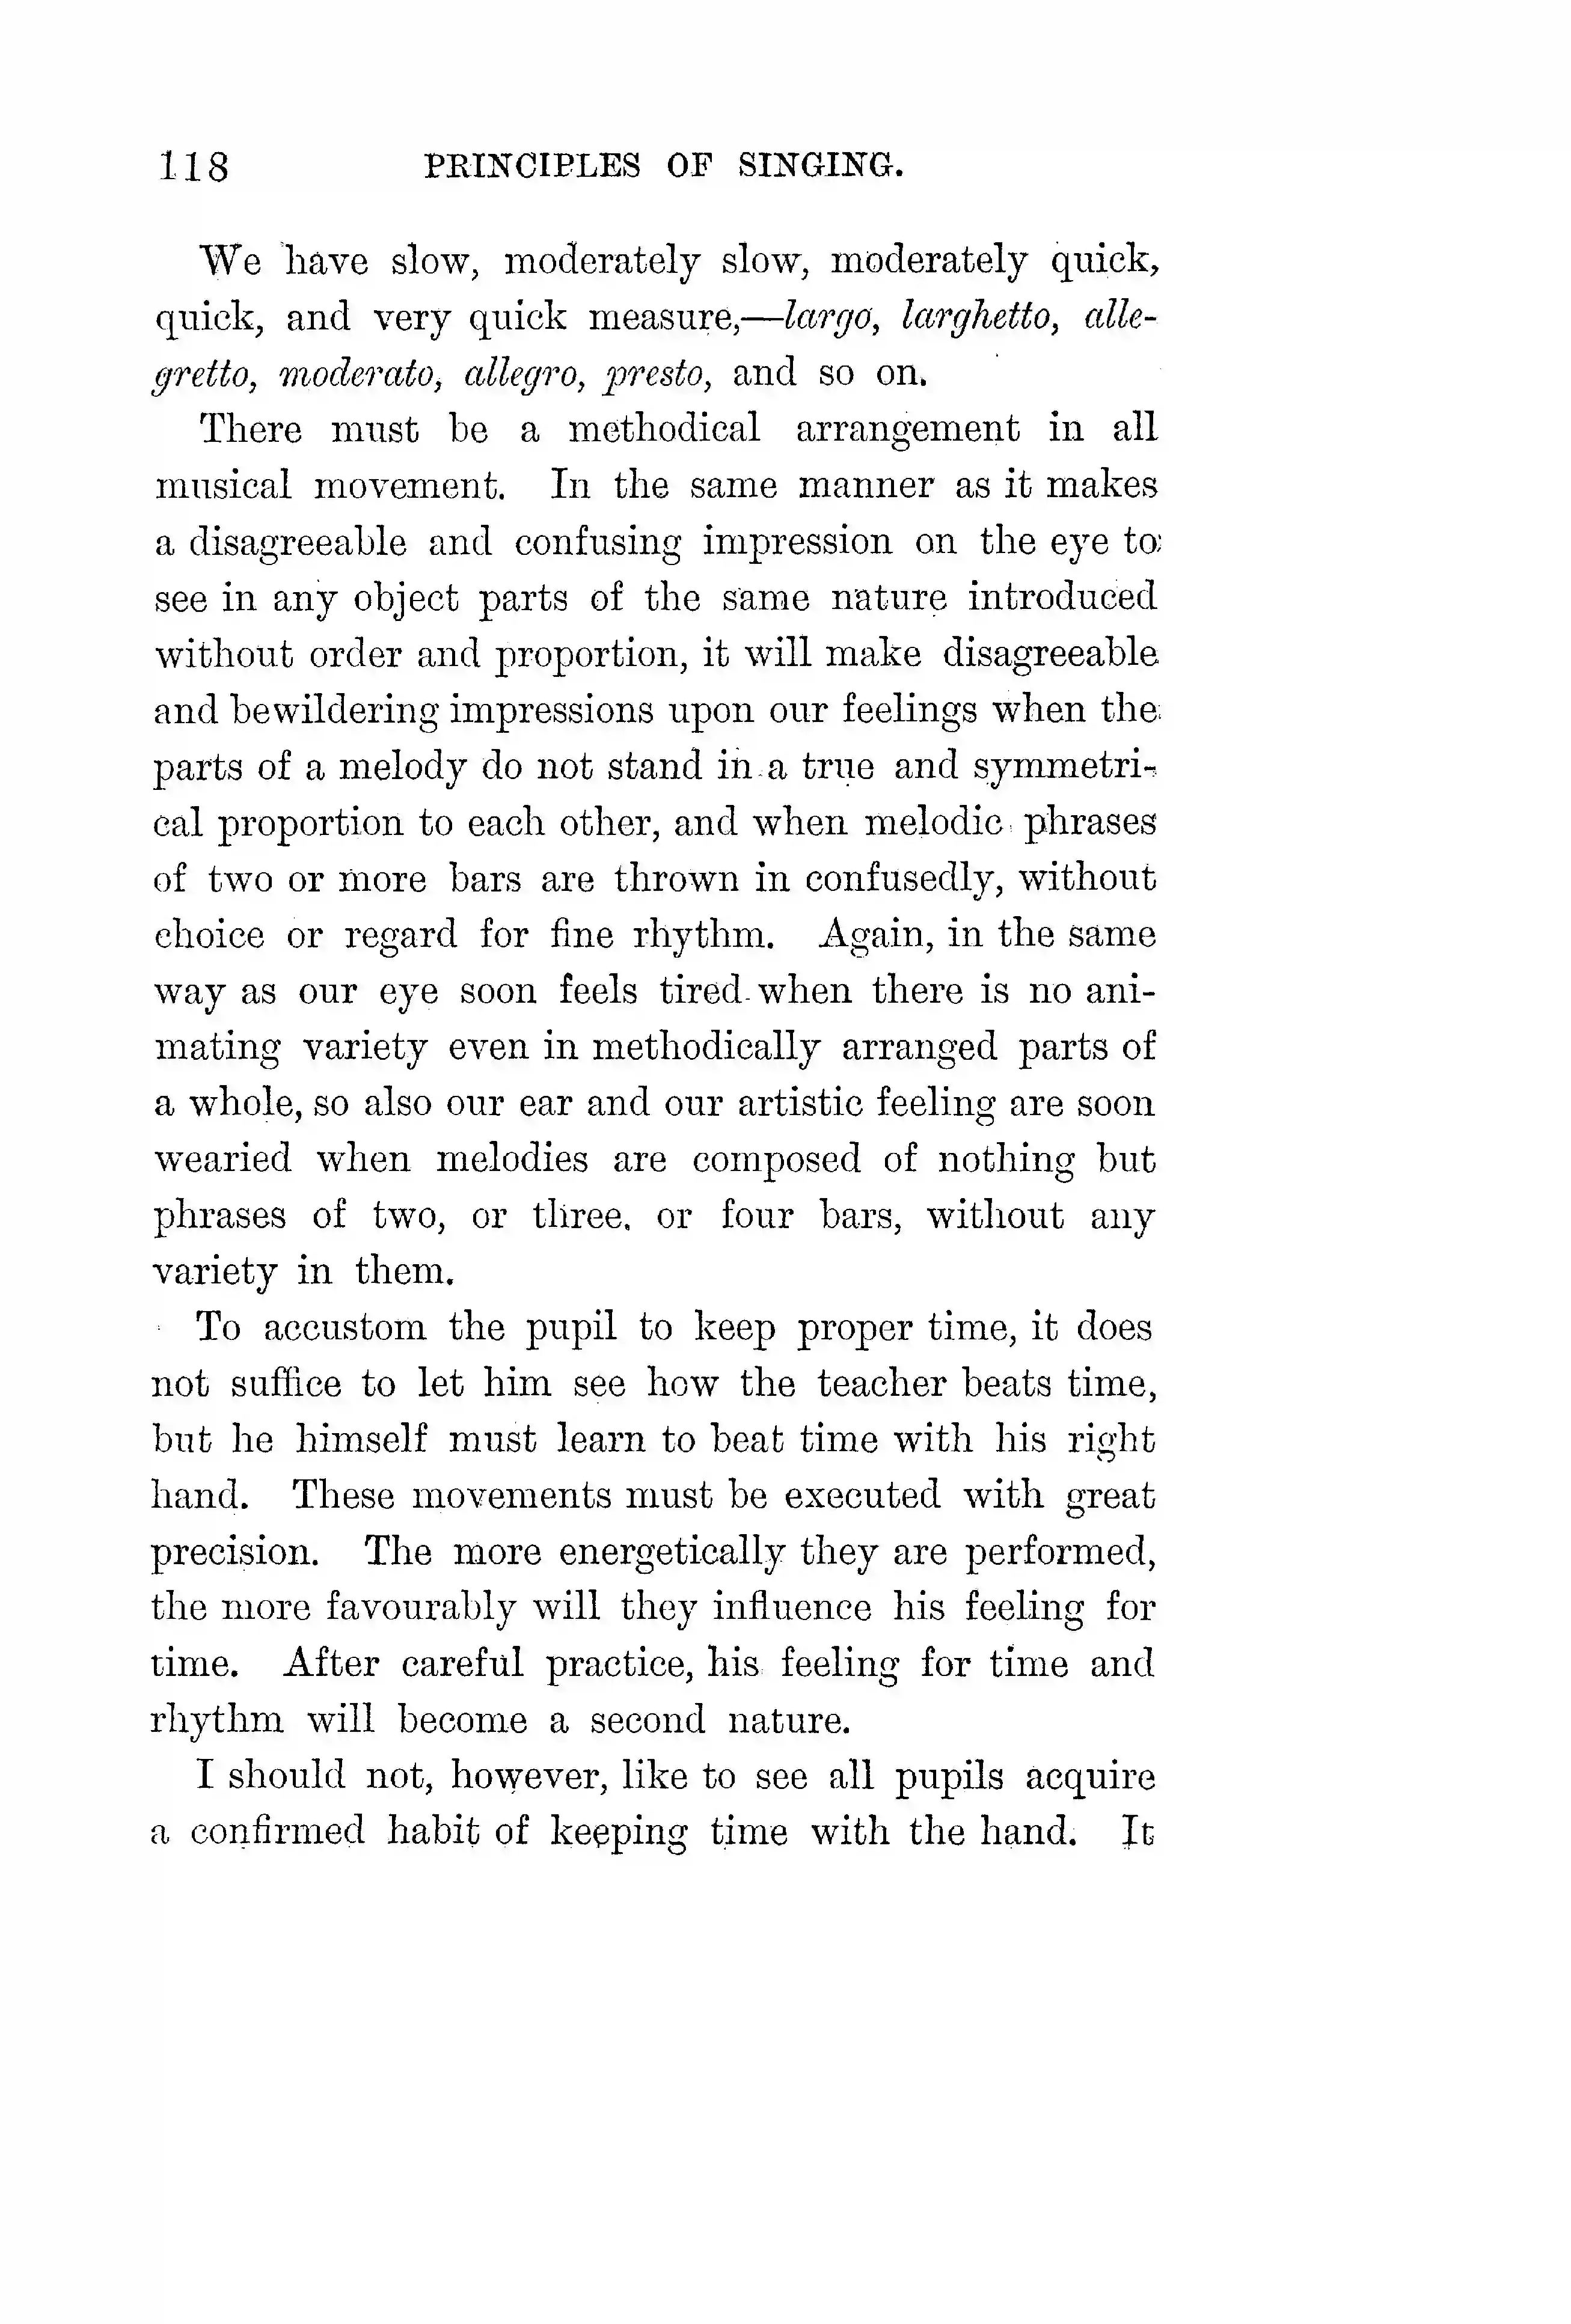 118 PRINCIPLES OF SINGING.
We have slow, moderately slow, moderately quick,
quick, and very quick measure,—largo, larghetto, alle-
gretto, moderato, allegro, presto, and so on.
There must be a methodical arrangement in all
musical movement. In the same manner as it makes
a disagreeable and confusing impression on the eye to
see in any object parts of the same nature introduced
without order and proportion, it will make disagreeable
and bewildering impressions upon our feelings when the
parts of a melody do not stand in a true and symmetri-
cal proportion to each other, and when melodic phrases
of two or more bars are thrown in confusedly, without
choice or regard for fine rhythm. Again, in the same
way as our eye soon feels tired when there is no ani-
mating variety even in methodically arranged parts of
a whole, so also our ear and our artistic feeling are soon
wearied when melodies are composed of nothing but
phrases of two, or three, or four bars, without any
variety in them.
To accustom the pupil to keep proper time, it does
not suffice to let him see how the teacher beats time,
but he himself must learn to beat time with his right
hand. These movements must be executed with great
precision. The more energetically they are performed,
the more favourably will they influence his feeling for
time. After careful practice, his feeling for time and
rhythm will become a second nature.
I should not, however, like to see all pupils acquire
a confirmed habit of keeping time with the hand. It